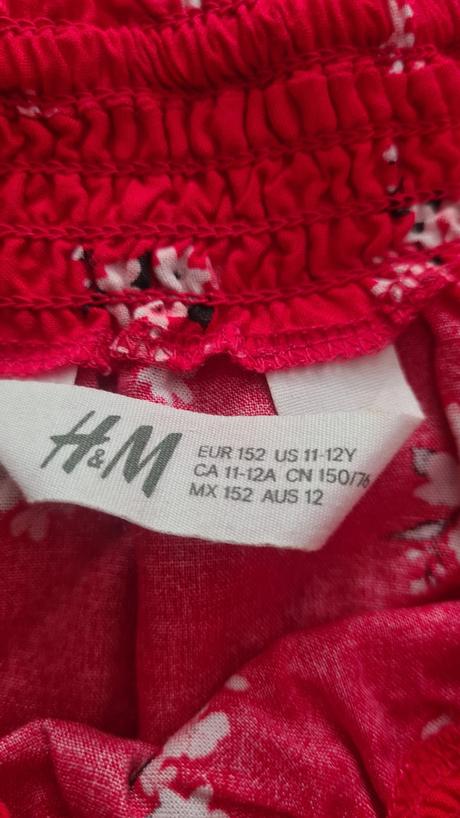 H&M
EUR 152 US 11-12Y
CA 11-12A CN 150/76
MX 152 AUS 12